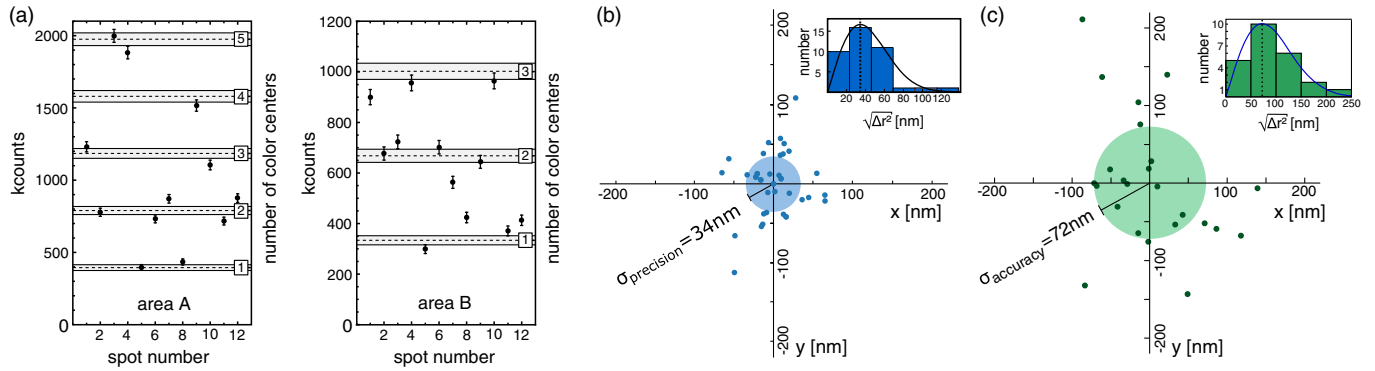 (a)
2000
1500
1000
500
0
kcounts
5
4
3
2
1
number of color centers
area A
2 4 6 8 10 12
spot number
1200
1000
800
600
400
200
0
kcounts
3
2
1
number of color centers
area B
2 4 6 8 10 12
spot number
(b)
200
100
-100
-200
-200 -100 100 200
x [nm]
y [nm]
σprecision=34nm
number
15
10
5
20 40 60 80 100 120
√Δr² [nm]
(c)
200
100
-100
-200
-200 -100 100 200
x [nm]
y [nm]
σaccuracy=72nm
number
10
7
4
1
0 50 100 150 200 250
√Δr² [nm]